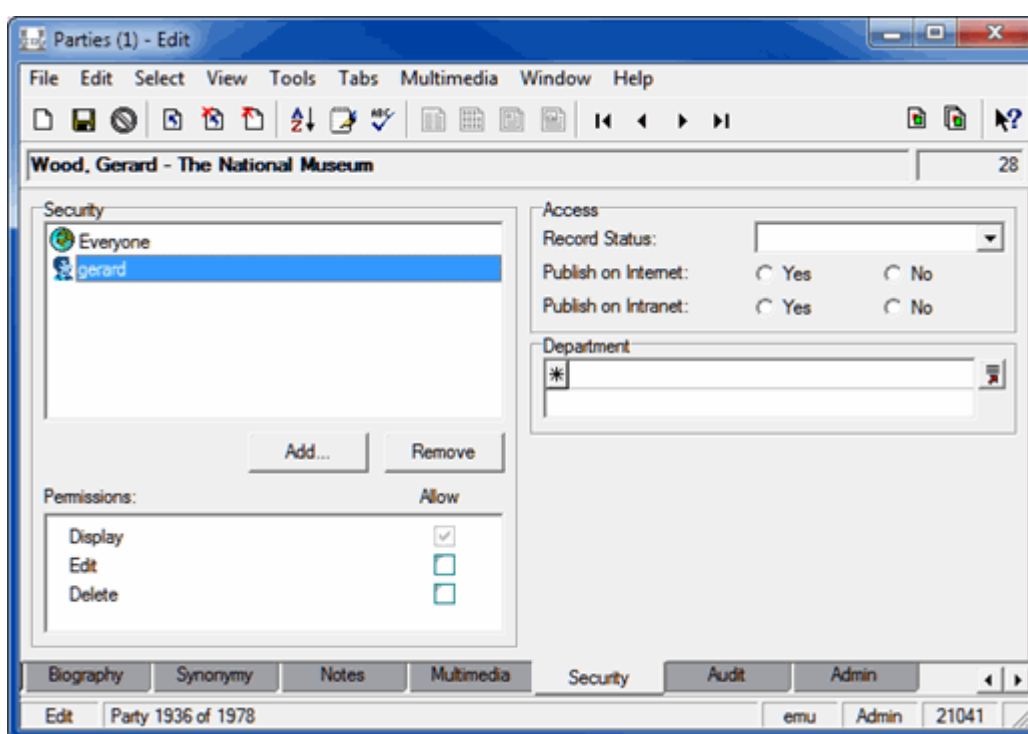 Parties (1) - Edit
File Edit Select View Tools Tabs Multimedia Window Help
Wood, Gerard - The National Museum 28
Security
Everyone
gerard
Add... Remove
Permissions: Allow
Display
Edit
Delete
Access
Record Status:
Publish on Internet: Yes No
Publish on Intranet: Yes No
Department
Biography Synonymy Notes Multimedia Security Audit Admin
Edit Party 1936 of 1978 emu Admin 21041